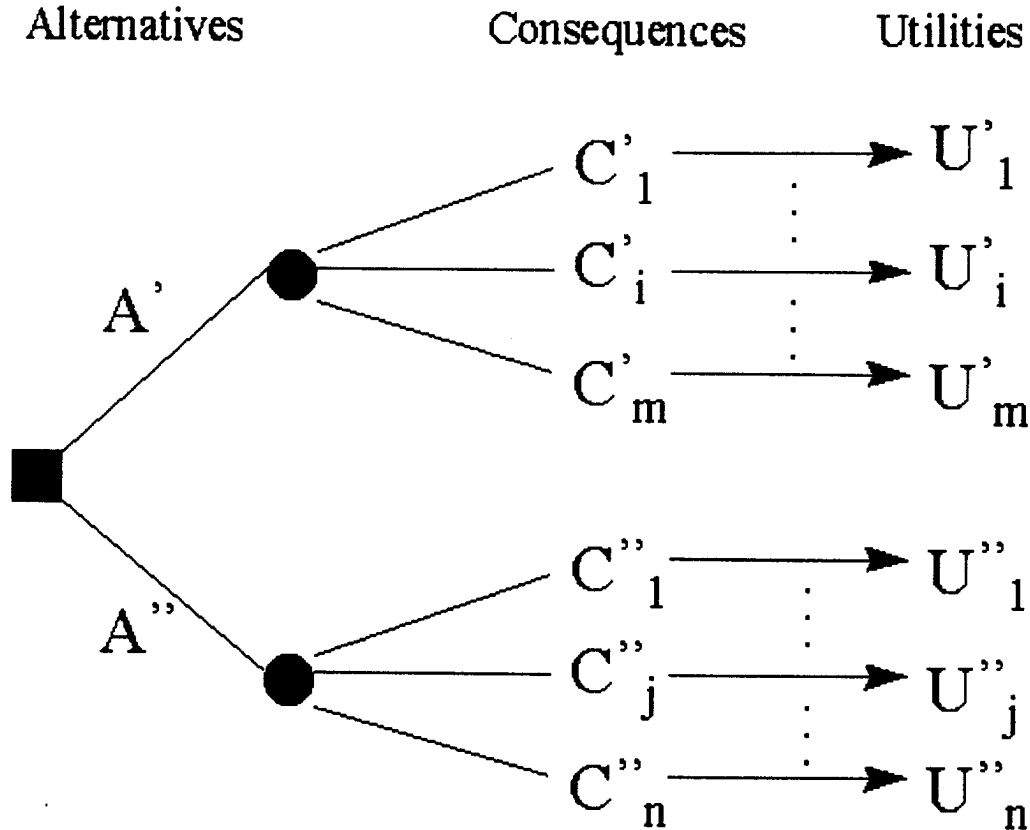 Alternatives Consequences Utilities
C'1 U'1
A' C'i U'i
C'm U'm
C''1 U''1
A'' C''j U''j
C''n U''n